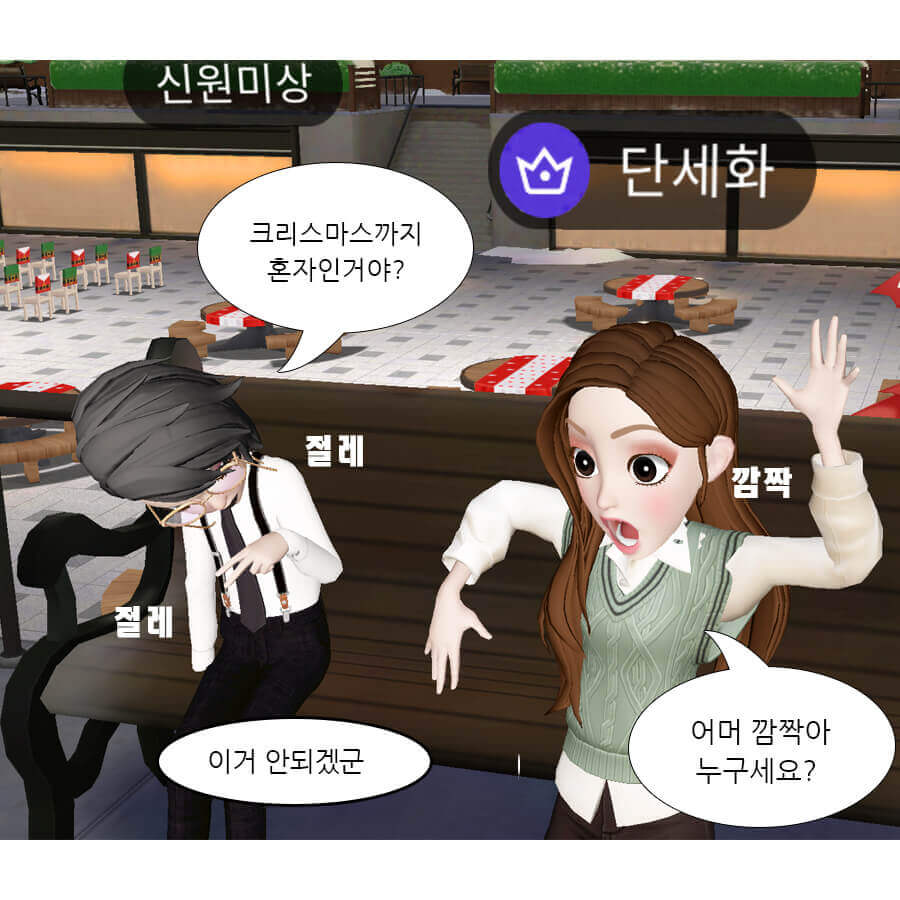 신원미상
단세화
크리스마스까지
혼자인거야?
절레
깜짝
절레
어머 깜짝아
누구세요?
이거 안되겠군